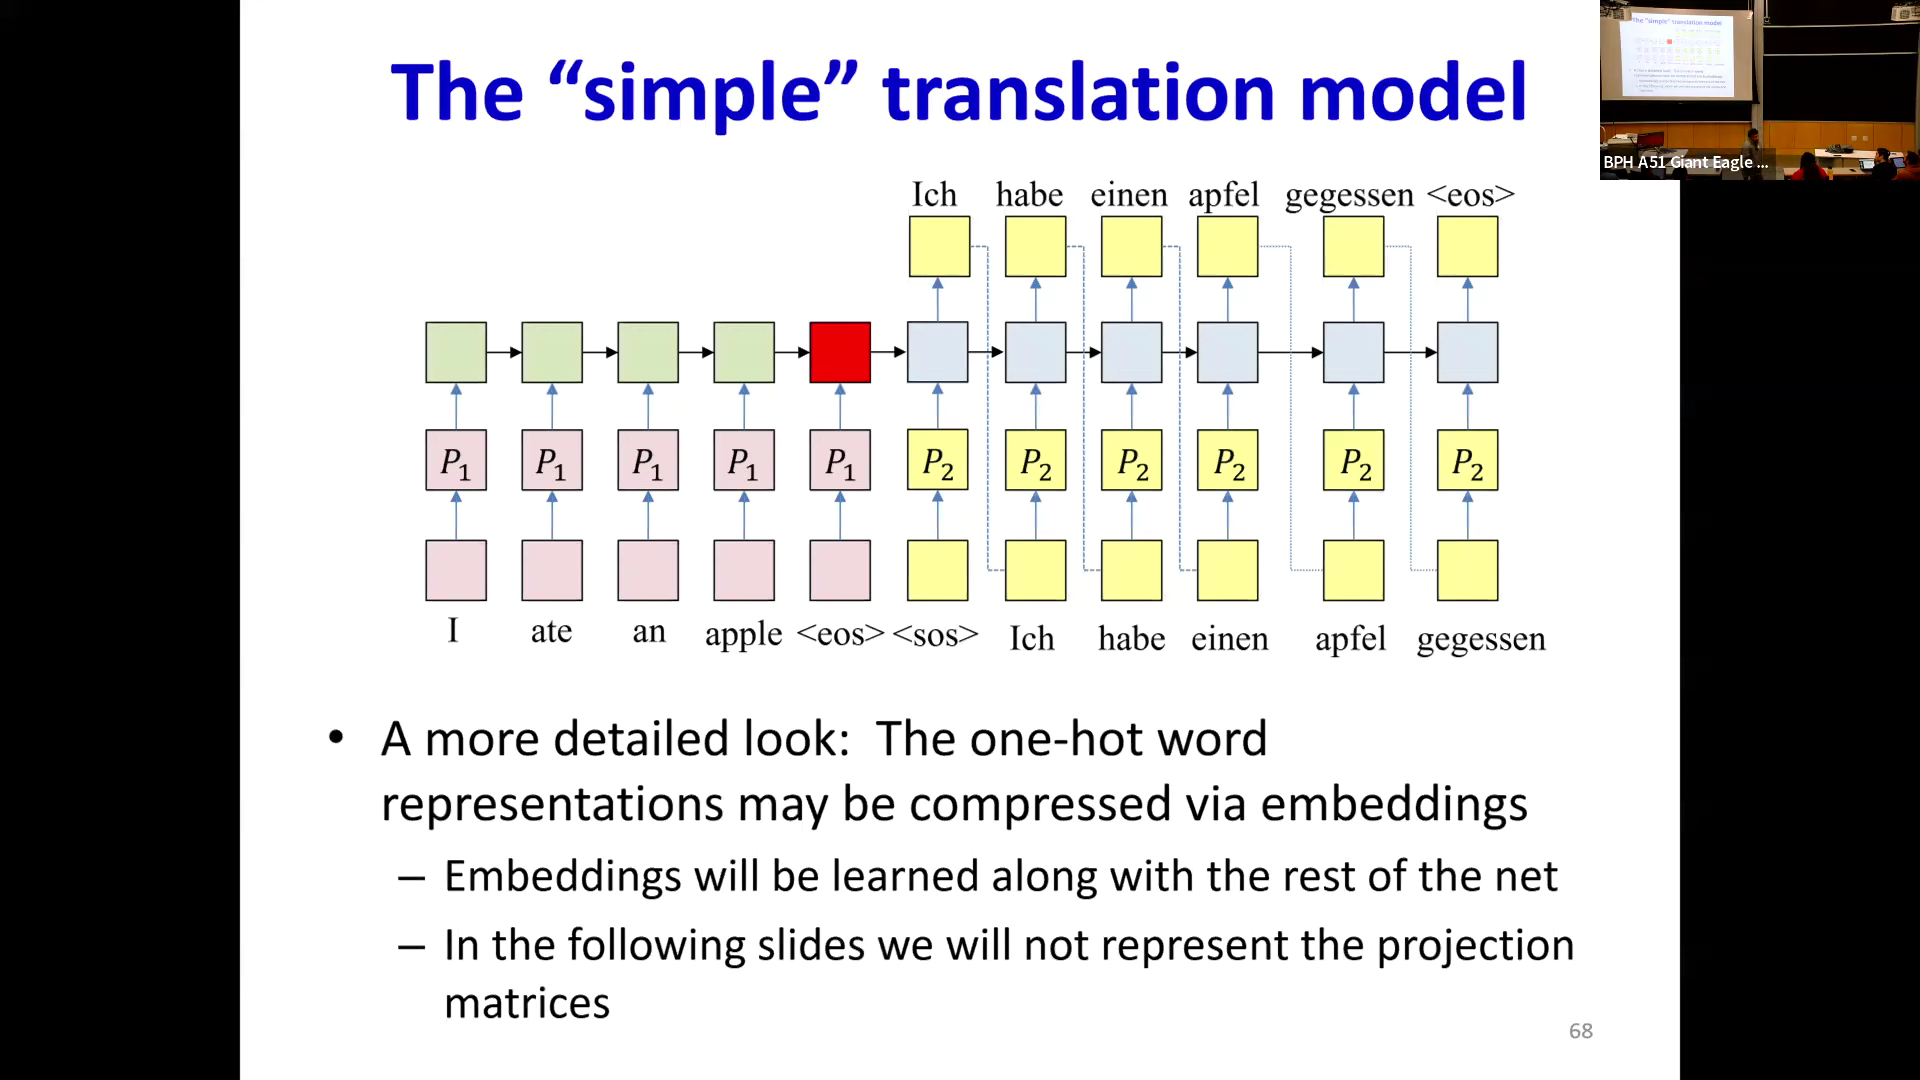 The “simple” translation model
BPH A51 Giant Eagle ...
Ich habe einen apfel gegessen <eos>
P1 P1 P1 P1 P1 P2 P2 P2 P2 P2 P2
I ate an apple <eos> <sos> Ich habe einen apfel gegessen
• A more detailed look: The one-hot word
representations may be compressed via embeddings
– Embeddings will be learned along with the rest of the net
– In the following slides we will not represent the projection
matrices
68